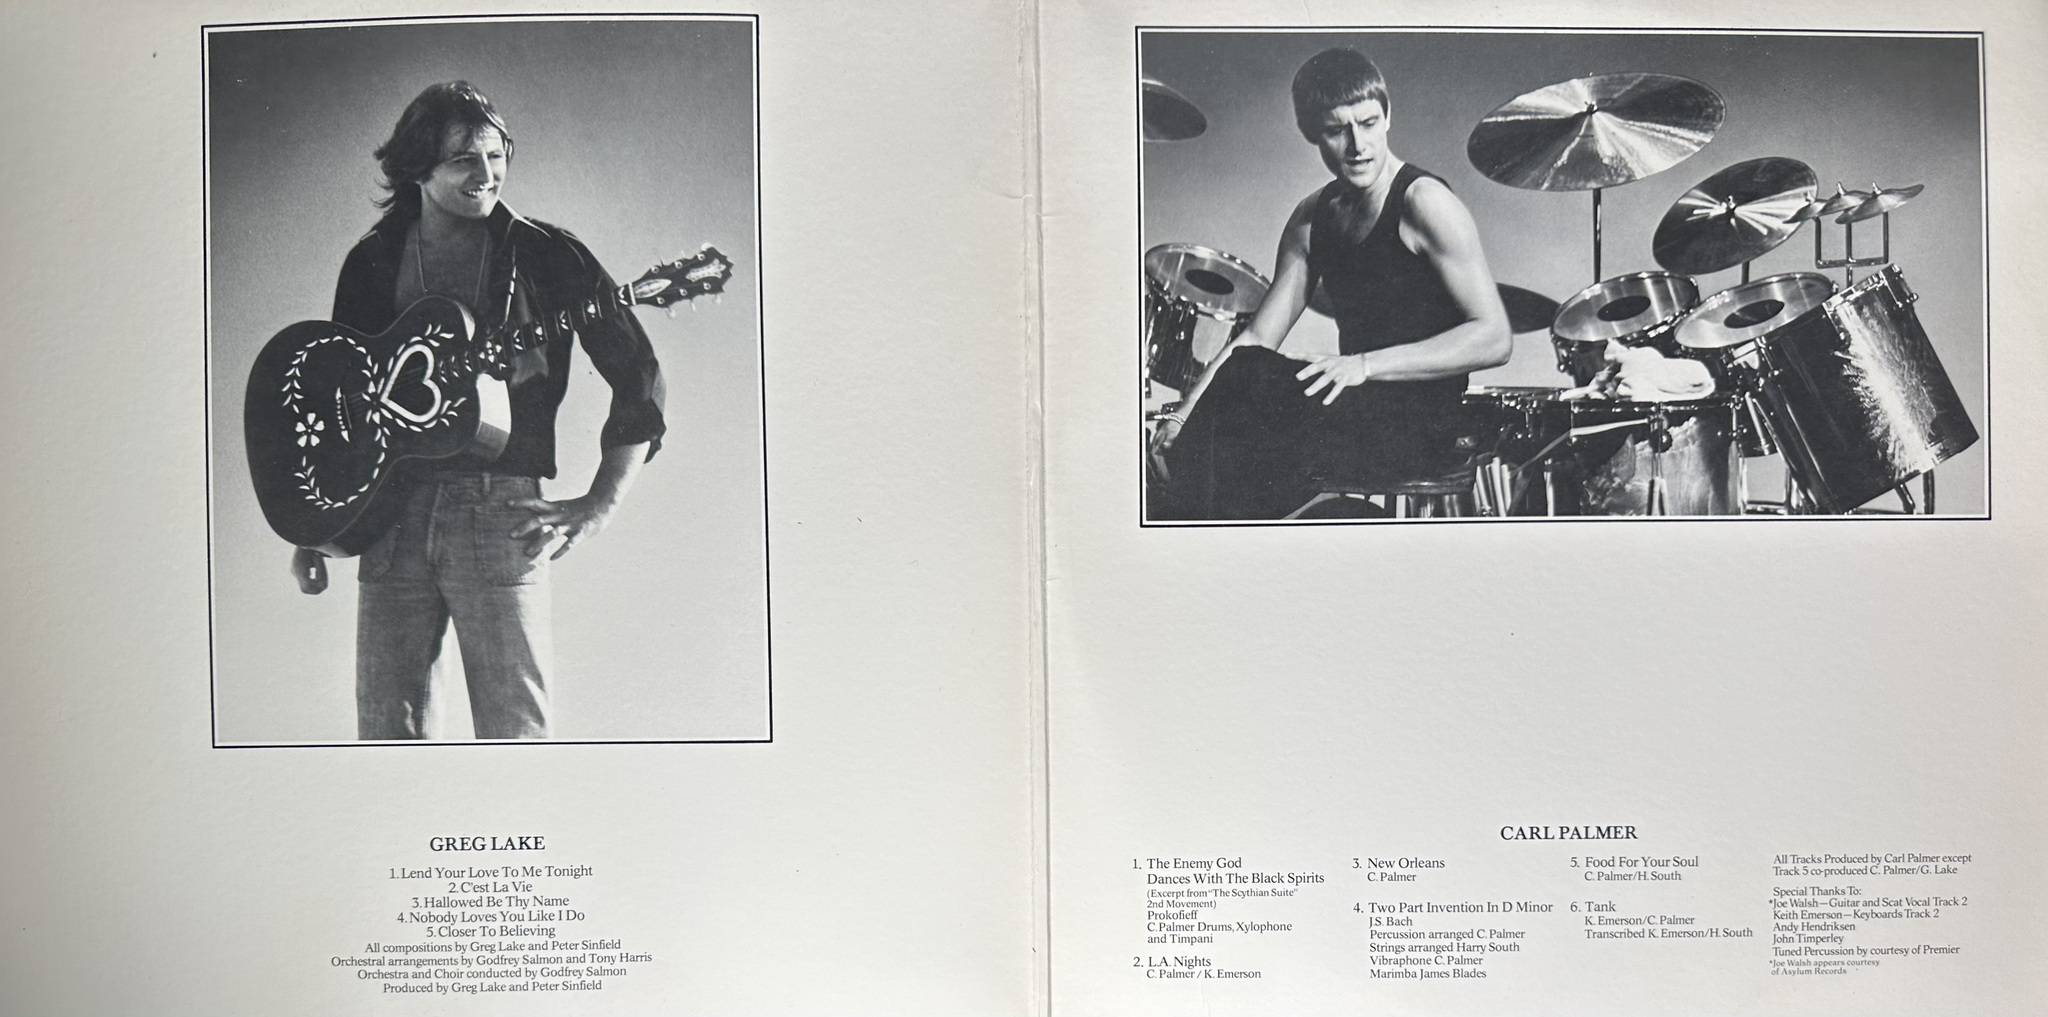 GREG LAKE
1. Lend Your Love To Me Tonight
2. C'est La Vie
3. Hallowed Be Thy Name
4. Nobody Loves You Like I Do
5. Closer To Believing
All compositions by Greg Lake and Peter Sinfield
Orchestral arrangements by Godfrey Salmon and Tony Harris
Orchestra and Choir conducted by Godfrey Salmon
Produced by Greg Lake and Peter Sinfield
CARL PALMER
1. The Enemy God
Dances With The Black Spirits
(Excerpt from "The Scythian Suite"
2nd Movement)
Prokofieff
C. Palmer Drums, Xylophone
and Timpani
2. L.A. Nights
C. Palmer / K. Emerson
3. New Orleans
C. Palmer
4. Two Part Invention In D Minor
J.S. Bach
Percussion arranged C. Palmer
Strings arranged Harry South
Vibraphone C. Palmer
Marimba James Blades
5. Food For Your Soul
C. Palmer/H. South
6. Tank
K. Emerson/C. Palmer
Transcribed K. Emerson/H. South
All Tracks Produced by Carl Palmer except
Track 5 co-produced C. Palmer/G. Lake
Special Thanks To:
*Joe Walsh—Guitar and Scat Vocal Track 2
Keith Emerson—Keyboards Track 2
Andy Hendriksen
John Timperley
Tuned Percussion by courtesy of Premier
*Joe Walsh appears courtesy
of Asylum Records